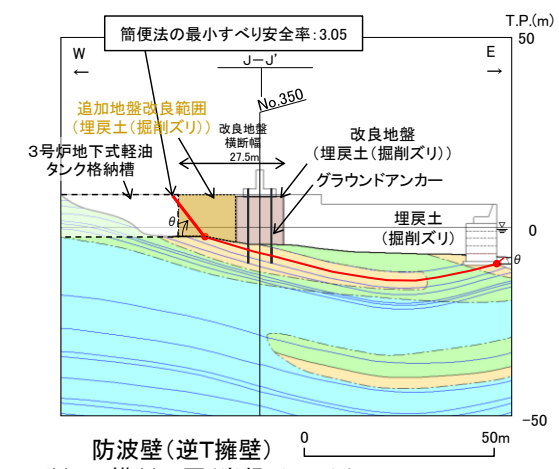 T.P.(m)
50
簡便法の最小すべり安全率：3.05
W
←
J－J'
E
→
No.350
追加地盤改良範囲
（埋戻土（掘削ズリ））
改良地盤
横断幅
27.5m
改良地盤
（埋戻土（掘削ズリ））
3号炉地下式軽油
タンク格納槽
グラウンドアンカー
θ
埋戻土
（掘削ズリ）
0
θ
-50
防波壁（逆T擁壁）
0
50m